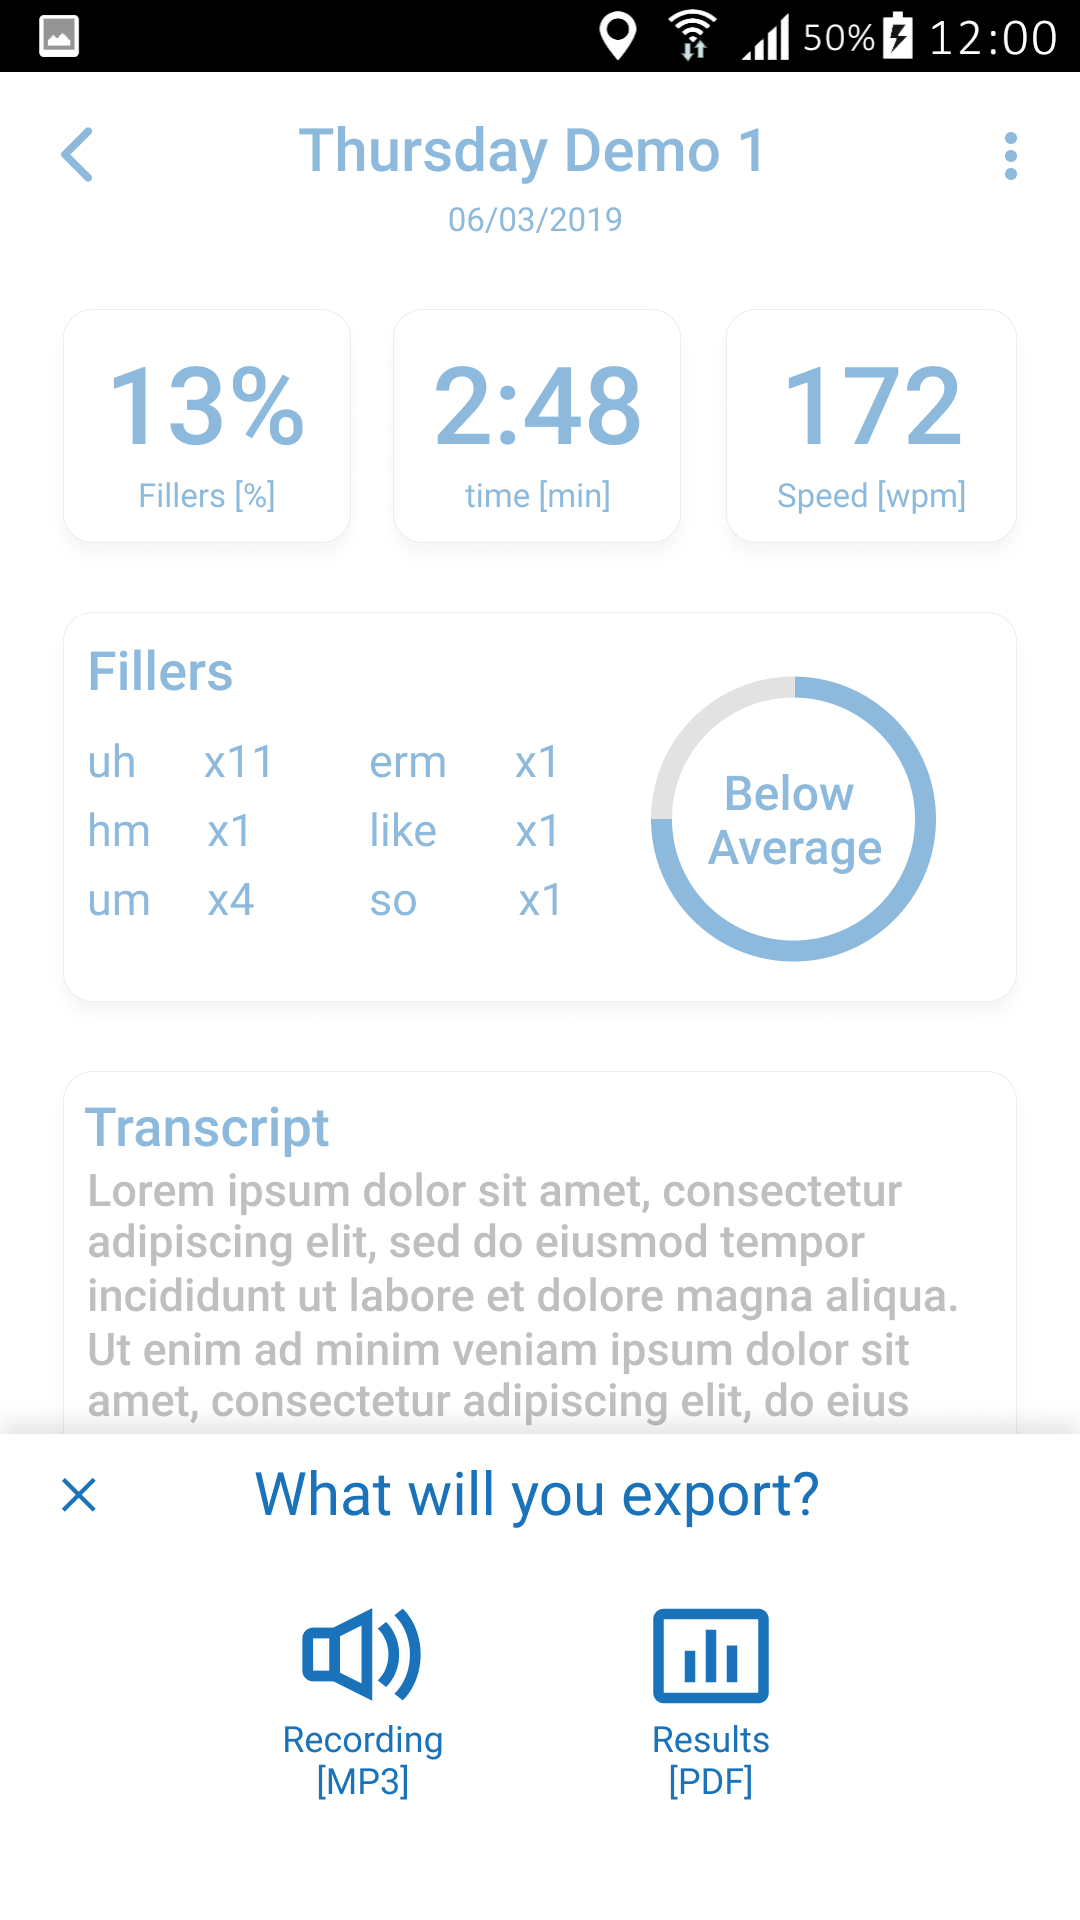 50% 12:00
Thursday Demo 1
06/03/2019
13% 2:48 172
Fillers [%] time [min] Speed [wpm]
Fillers
uh x11 erm x1
hm x1 like x1
um x4 so x1
Below
Average
Transcript
Lorem ipsum dolor sit amet, consectetur
adipiscing elit, sed do eiusmod tempor
incididunt ut labore et dolore magna aliqua.
Ut enim ad minim veniam ipsum dolor sit
amet, consectetur adipiscing elit, do eius
What will you export?
Recording Results
[MP3] [PDF]